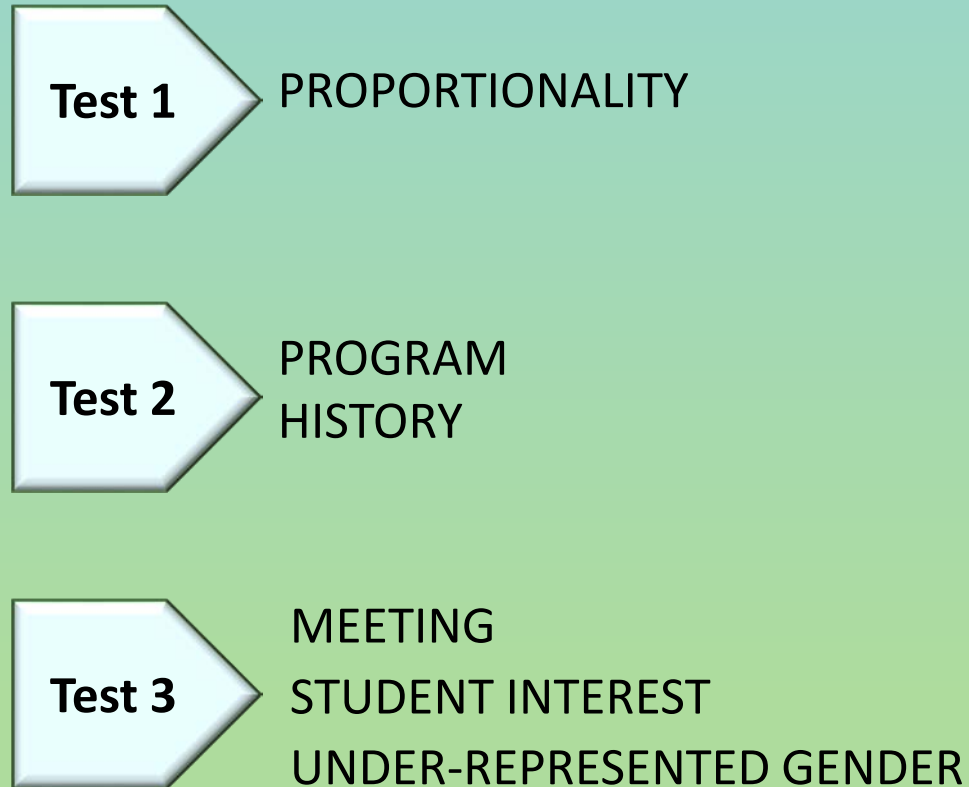 Test 1
PROPORTIONALITY
Test 2
PROGRAM
HISTORY
Test 3
MEETING
STUDENT INTEREST
UNDER-REPRESENTED GENDER